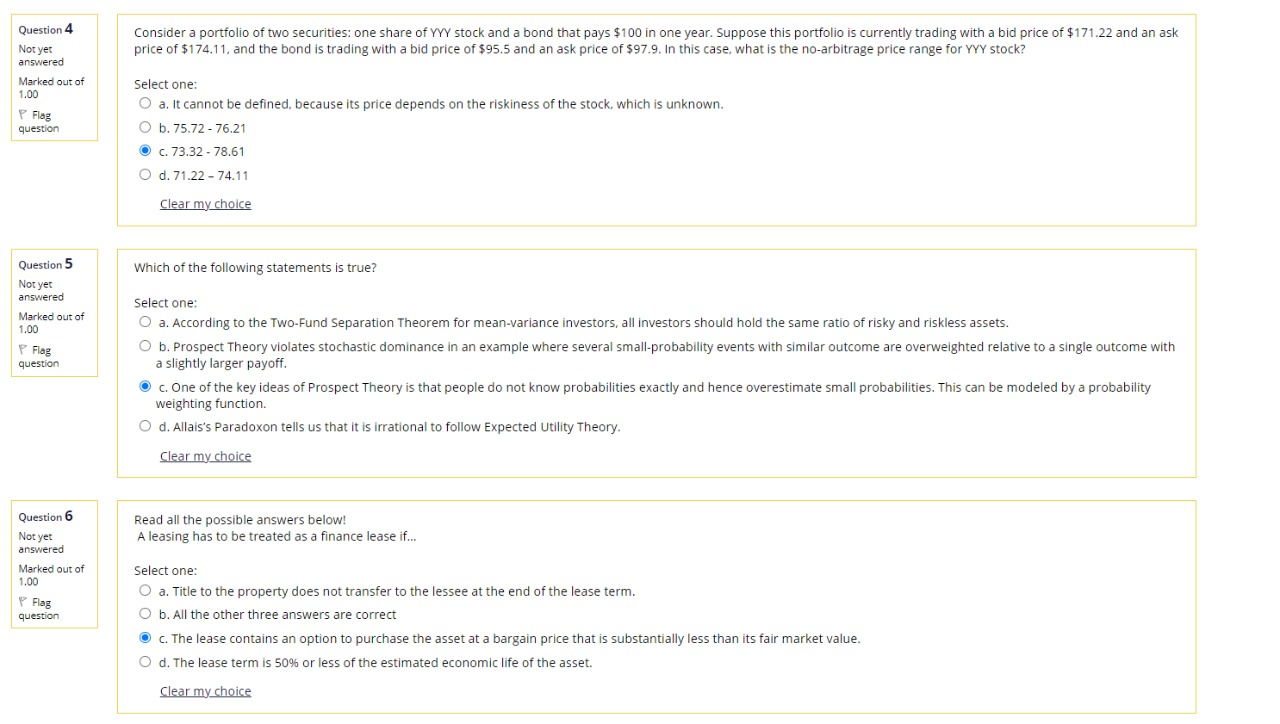 Question 4
Not yet
answered
Marked out of
1.00
Flag
question
Consider a portfolio of two securities: one share of YYY stock and a bond that pays $100 in one year. Suppose this portfolio is currently trading with a bid price of $171.22 and an ask
price of $174.11, and the bond is trading with a bid price of $95.5 and an ask price of $97.9. In this case, what is the no-arbitrage price range for YYY stock?
Select one:
a. It cannot be defined, because its price depends on the riskiness of the stock, which is unknown.
b. 75.72 - 76.21
c. 73.32 - 78.61
d. 71.22 – 74.11
Clear my choice
Question 5
Not yet
answered
Marked out of
1.00
Flag
question
Which of the following statements is true?
Select one:
a. According to the Two-Fund Separation Theorem for mean-variance investors, all investors should hold the same ratio of risky and riskless assets.
b. Prospect Theory violates stochastic dominance in an example where several small-probability events with similar outcome are overweighted relative to a single outcome with
a slightly larger payoff.
c. One of the key ideas of Prospect Theory is that people do not know probabilities exactly and hence overestimate small probabilities. This can be modeled by a probability
weighting function.
d. Allais's Paradoxon tells us that it is irrational to follow Expected Utility Theory.
Clear my choice
Question 6
Not yet
answered
Marked out of
1.00
Flag
question
Read all the possible answers below!
A leasing has to be treated as a finance lease if...
Select one:
a. Title to the property does not transfer to the lessee at the end of the lease term.
b. All the other three answers are correct
c. The lease contains an option to purchase the asset at a bargain price that is substantially less than its fair market value.
d. The lease term is 50% or less of the estimated economic life of the asset.
Clear my choice